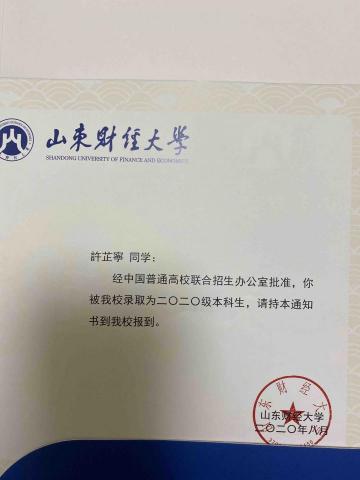 山東财经大學
SHANDONG UNIVERSITY OF FINANCE AND ECONOMICS
許芷寧 同学：
经中国普通高校联合招生办公室批准，你
被我校录取为二〇二〇级本科生，请持本通知
书到我校报到。
山东财经大学
二〇二〇年八月